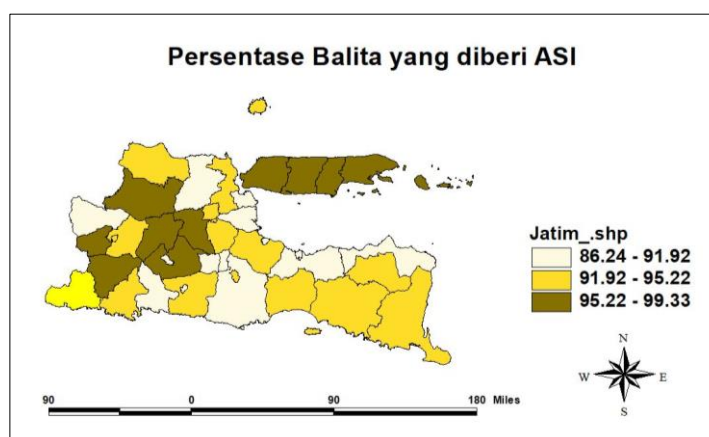 Persentase Balita yang diberi ASI
Jatim_.shp
86.24 - 91.92
91.92 - 95.22
95.22 - 99.33
N
W E
S
90 0 90 180 Miles